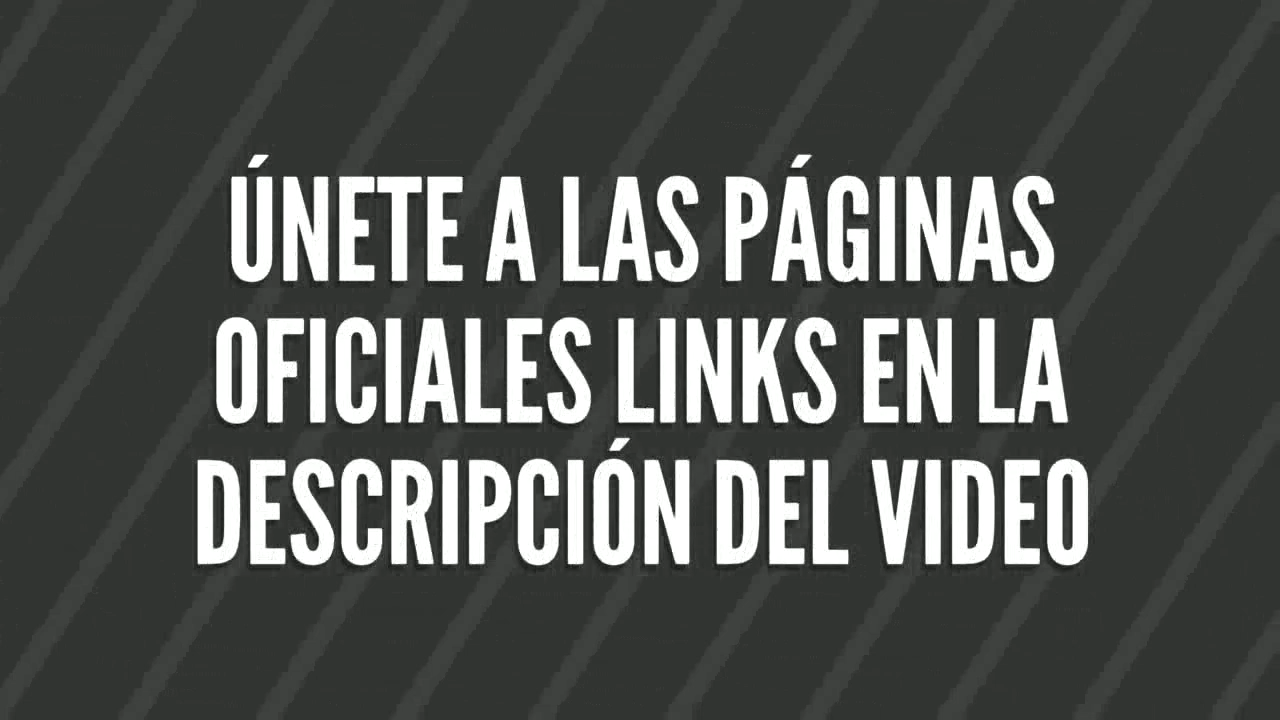 ÚNETE A LAS PÁGINAS
OFICIALES LINKS EN LA
DESCRIPCIÓN DEL VIDEO